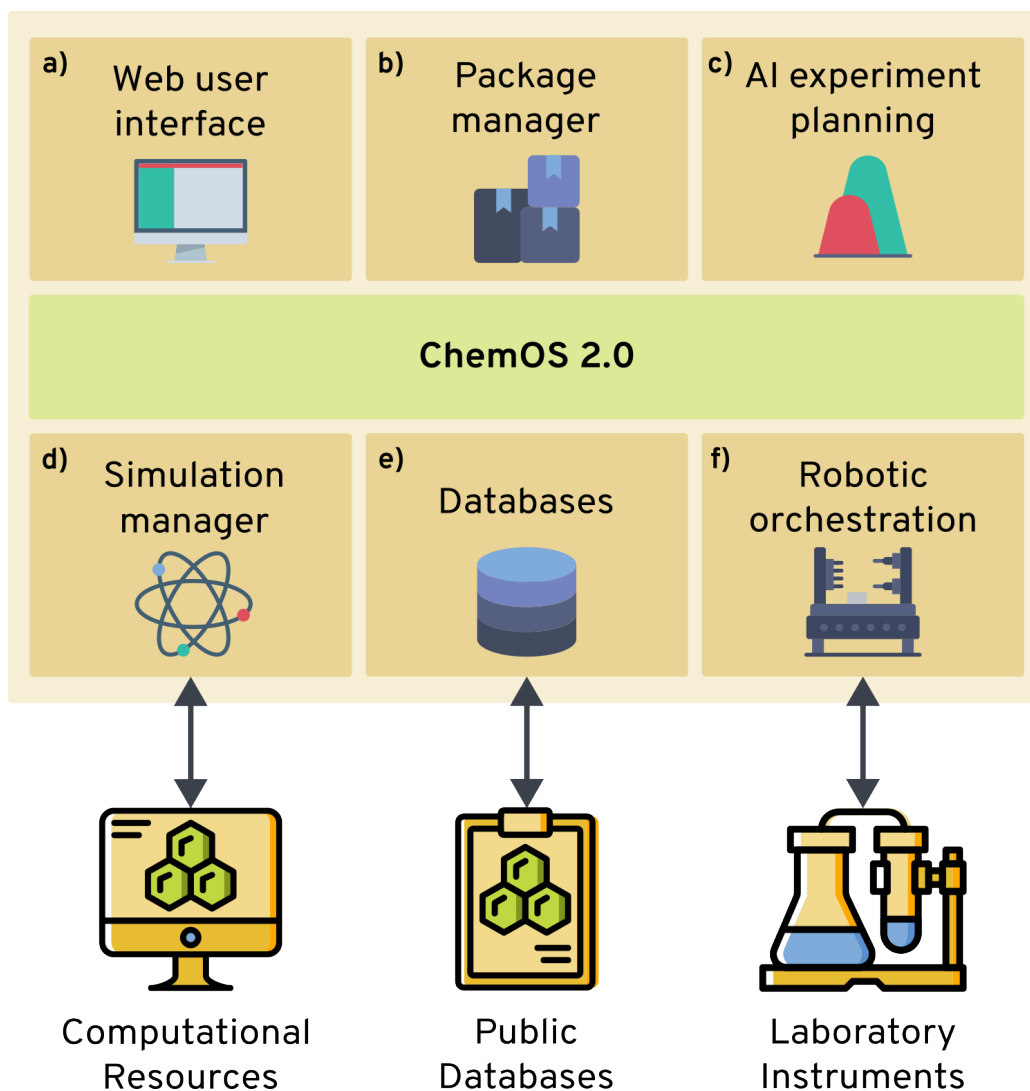 a)
Web user
interface
b)
Package
manager
c)
AI experiment
planning
ChemOS 2.0
d)
Simulation
manager
e)
Databases
f)
Robotic
orchestration
Computational
Resources
Public
Databases
Laboratory
Instruments